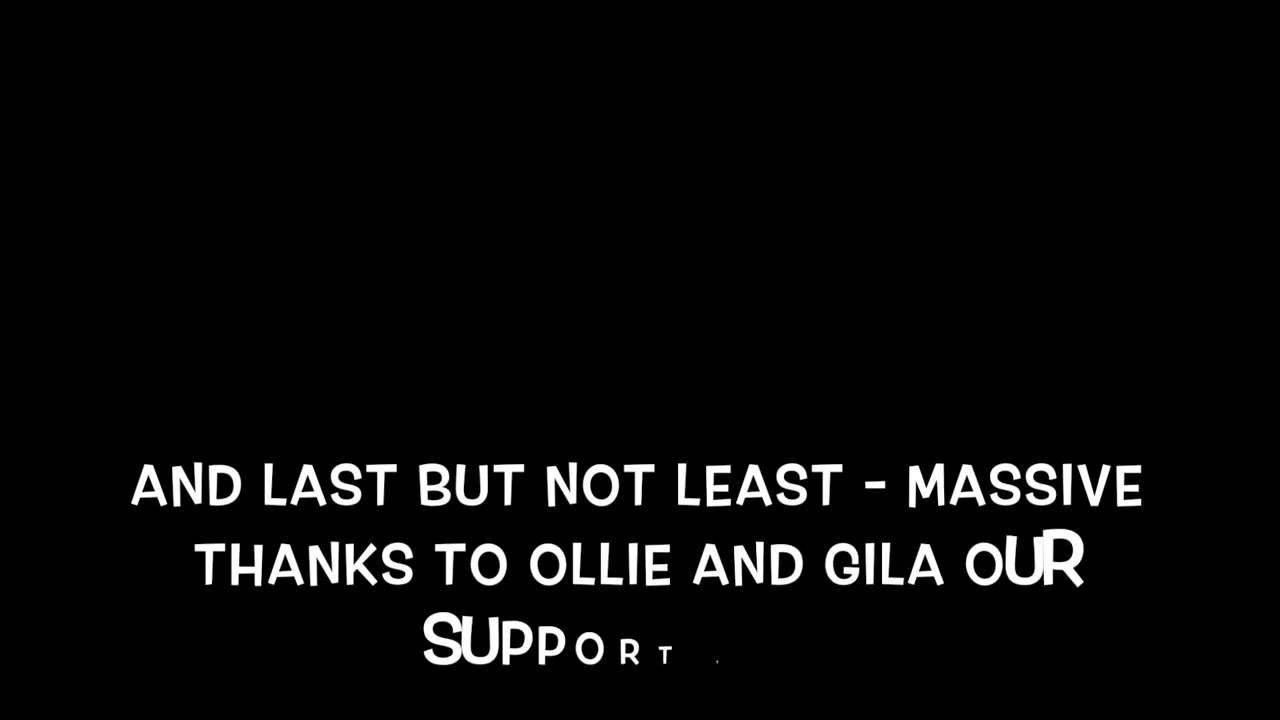 AND LAST BUT NOT LEAST - MASSIVE
THANKS TO OLLIE AND GILA OUR
SUPPORT